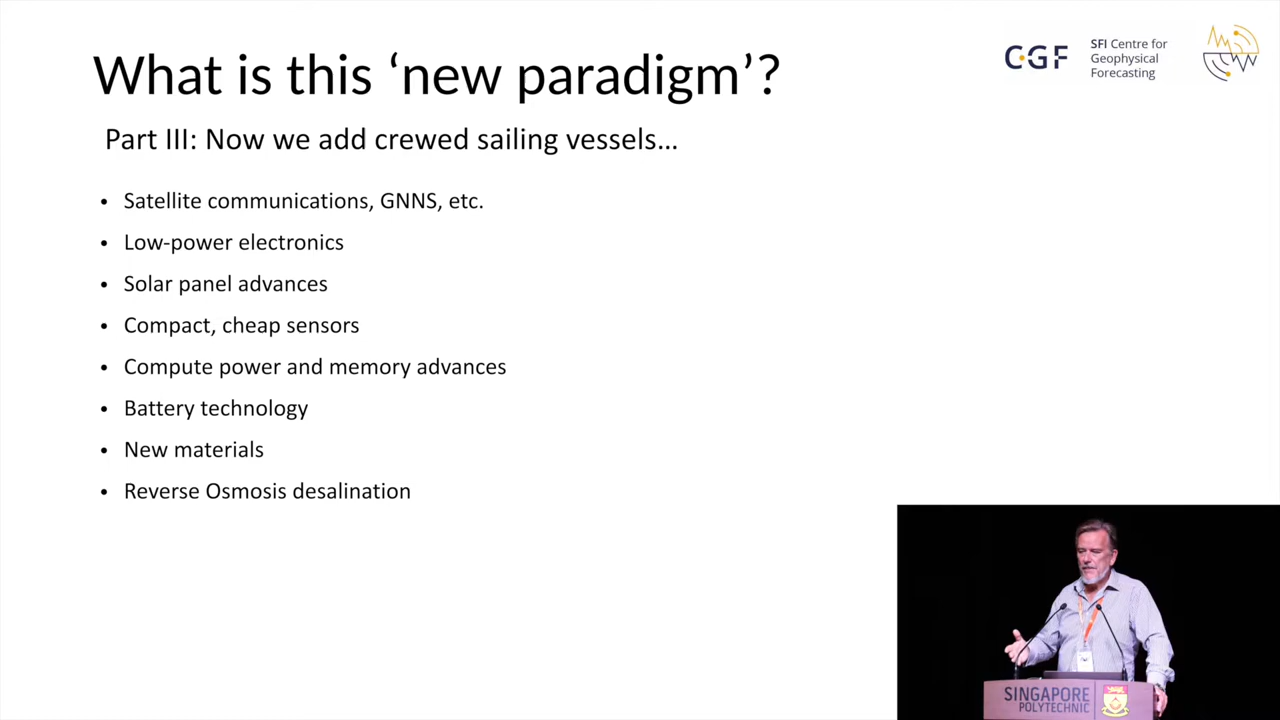 What is this ‘new paradigm’?
CGF
SFI Centre for
Geophysical
Forecasting
Part III: Now we add crewed sailing vessels…
• Satellite communications, GNNS, etc.
• Low-power electronics
• Solar panel advances
• Compact, cheap sensors
• Compute power and memory advances
• Battery technology
• New materials
• Reverse Osmosis desalination
SINGAPORE
POLYTECHNIC